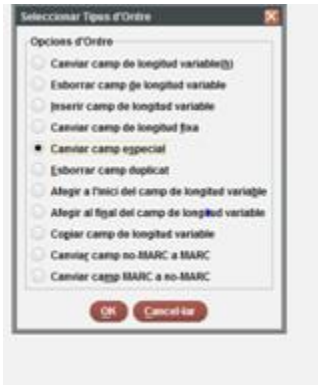 Seleccionar Tipus d'Ordre
Opcions d'Ordre
Canviar camp de longitud variable(s)
Esborrar camp de longitud variable
Inserir camp de longitud variable
Canviar camp de longitud fixa
Canviar camp especial
Esborrar camp duplicat
Afegir a l'inici del camp de longitud variable
Afegir al final del camp de longitud variable
Copiar camp de longitud variable
Canviar camp no-MARC a MARC
Canviar camp MARC a no-MARC
OK
Cancel·lar